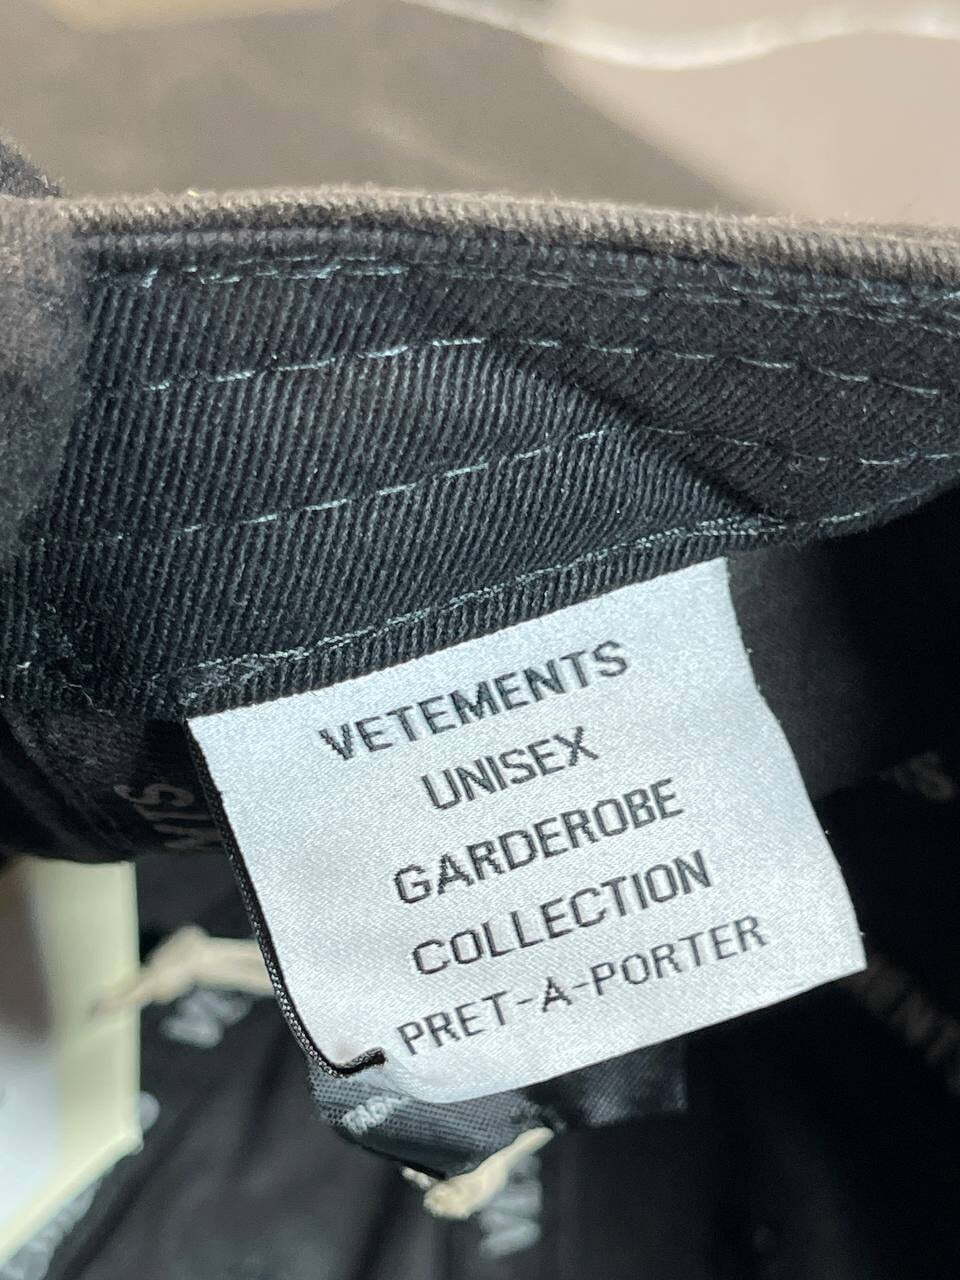 VETEMENTS
UNISEX
GARDEROBE
COLLECTION
PRET-A-PORTER